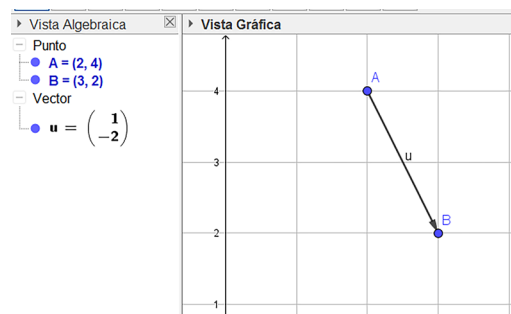 Vista Algebraica
Punto
A = (2, 4)
B = (3, 2)
Vector
u = ( 1
-2 )
Vista Gráfica
4
3
2
1
A
u
B